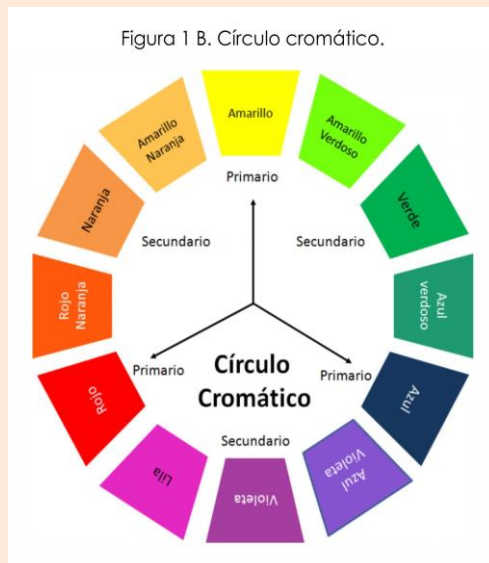 Figura 1 B. Círculo cromático.
Amarillo
Amarillo
Verdoso
Verde
Azul
verdoso
Azul
Azul
Violeta
Violeta
Lila
Rojo
Rojo
Naranja
Naranja
Amarillo
Naranja
Primario
Secundario
Secundario
Primario
Primario
Círculo
Cromático
Secundario